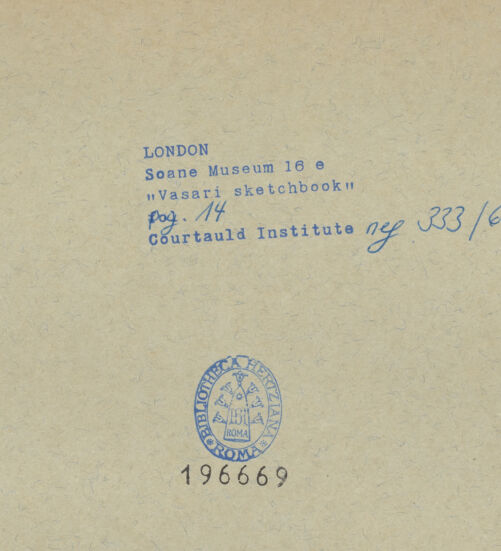 LONDON
Soane Museum 16 e
"Vasari sketchbook"
pag. 14
Courtauld Institute neg 333/6
BIBLIOTHECA HERTZIANA
ROMA
ROMA
196669